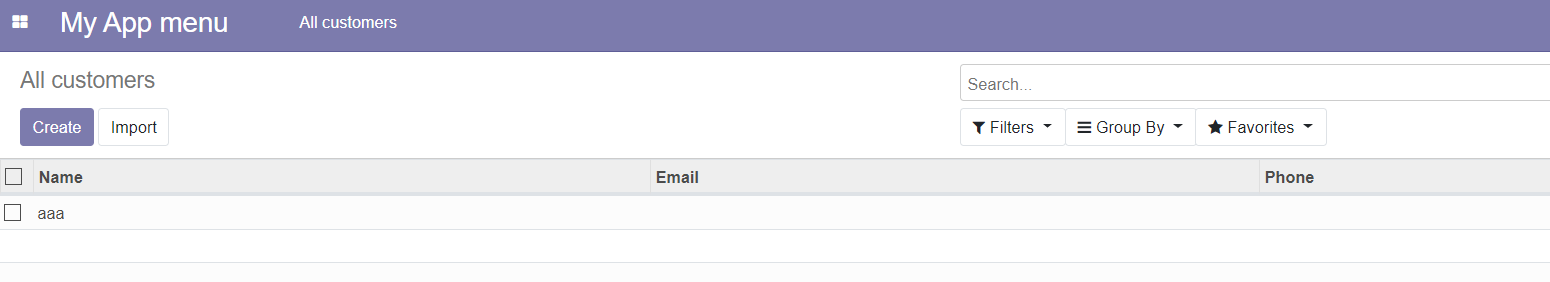 My App menu All customers
All customers
Search...
Create Import Filters Group By Favorites
Name Email Phone
aaa